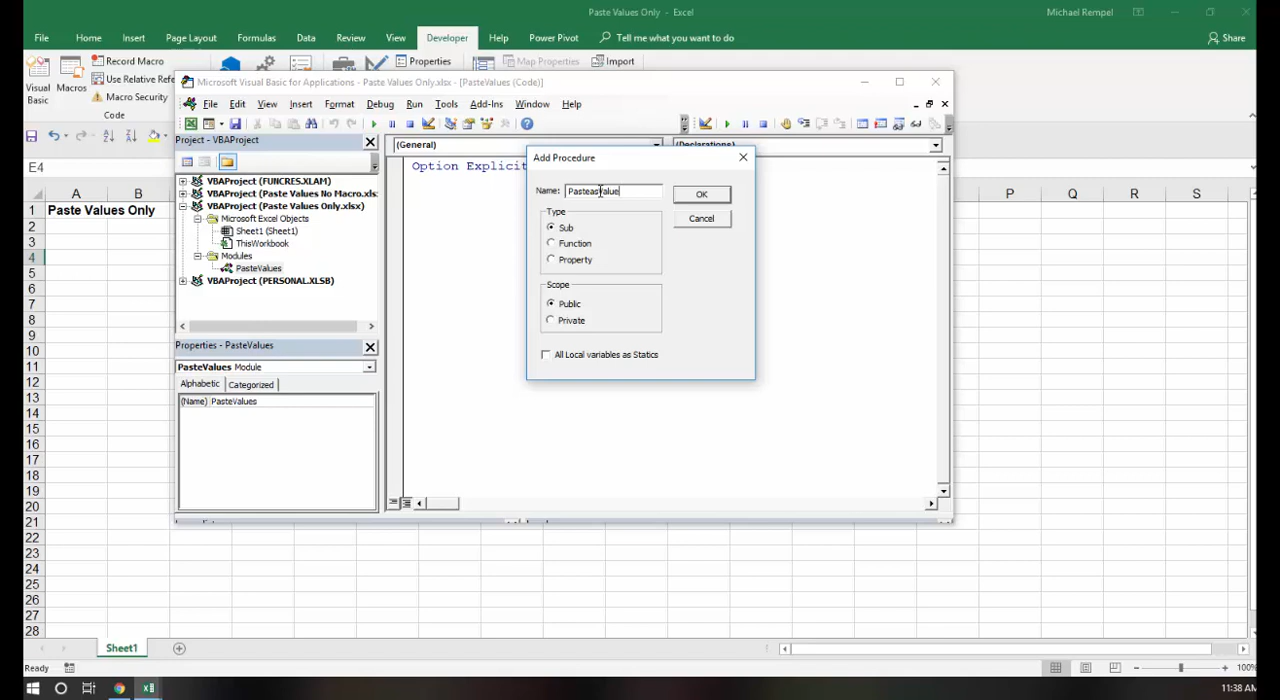 Paste Values Only - Excel
Michael Rempel
File Home Insert Page Layout Formulas Data Review View Developer Help Power Pivot Tell me what you want to do Share
Record Macro
Properties
Map Properties
Import
Use Relative Refe
Macro Security
Visual
Basic
Macros
Code
Microsoft Visual Basic for Applications - Paste Values Only.xlsx - [PasteValues (Code)]
File Edit View Insert Format Debug Run Tools Add-Ins Window Help
Project - VBAProject
(General)
(Declarations)
E4
VBAProject (FUNCRES.XLAM)
VBAProject (Paste Values No Macro.xls
VBAProject (Paste Values Only.xlsx)
Microsoft Excel Objects
Sheet1 (Sheet1)
ThisWorkbook
Modules
PasteValues
VBAProject (PERSONAL.XLSB)
Option Explicit
Add Procedure
Name: PasteasValue
OK
Type
Sub
Cancel
Function
Property
Scope
Public
Private
All Local variables as Statics
Properties - PasteValues
PasteValues Module
Alphabetic Categorized
(Name) PasteValues
A B P Q R S
1 Paste Values Only
2
3
4
5
6
7
8
9
10
11
12
13
14
15
16
17
18
19
20
21
22
23
24
25
26
27
28
Sheet1
Ready
100%
11:38 AM